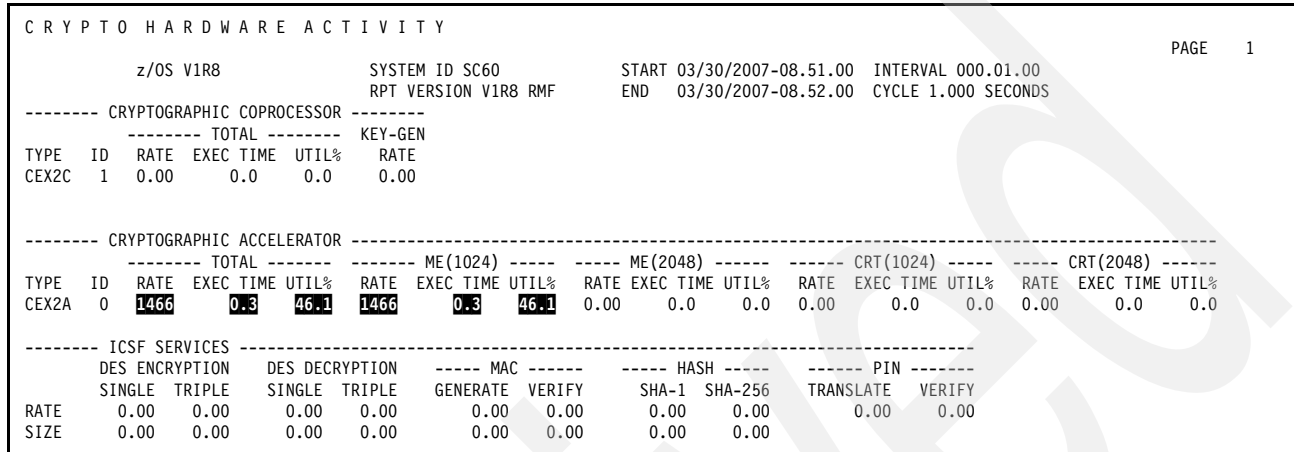 C R Y P T O   H A R D W A R E   A C T I V I T Y
PAGE    1
z/OS V1R8    SYSTEM ID SC60    START 03/30/2007-08.51.00  INTERVAL 000.01.00
RPT VERSION V1R8 RMF    END   03/30/2007-08.52.00  CYCLE 1.000 SECONDS
-------- CRYPTOGRAPHIC COPROCESSOR --------
-------- TOTAL --------  KEY-GEN
TYPE   ID   RATE  EXEC TIME  UTIL%    RATE
CEX2C  1   0.00       0.0    0.0    0.00
-------- CRYPTOGRAPHIC ACCELERATOR --------------------------------------------------------------------------------
-------- TOTAL -------  ------- ME(1024) -----  ----- ME(2048) ------  ------ CRT(1024) -----  ----- CRT(2048) ------
TYPE   ID   RATE  EXEC TIME UTIL%   RATE  EXEC TIME UTIL%   RATE EXEC TIME UTIL%   RATE  EXEC TIME UTIL%   RATE  EXEC TIME UTIL%
CEX2A  0   1466       0.3   46.1   1466       0.3   46.1   0.00      0.0    0.0   0.00       0.0    0.0   0.00       0.0    0.0
-------- ICSF SERVICES --------------------------------------------------------------------------------
DES ENCRYPTION    DES DECRYPTION    ----- MAC ------    ----- HASH -----    ------ PIN -------
SINGLE  TRIPLE    SINGLE  TRIPLE    GENERATE  VERIFY    SHA-1  SHA-256    TRANSLATE    VERIFY
RATE    0.00    0.00    0.00    0.00    0.00    0.00    0.00    0.00    0.00    0.00
SIZE    0.00    0.00    0.00    0.00    0.00    0.00    0.00    0.00